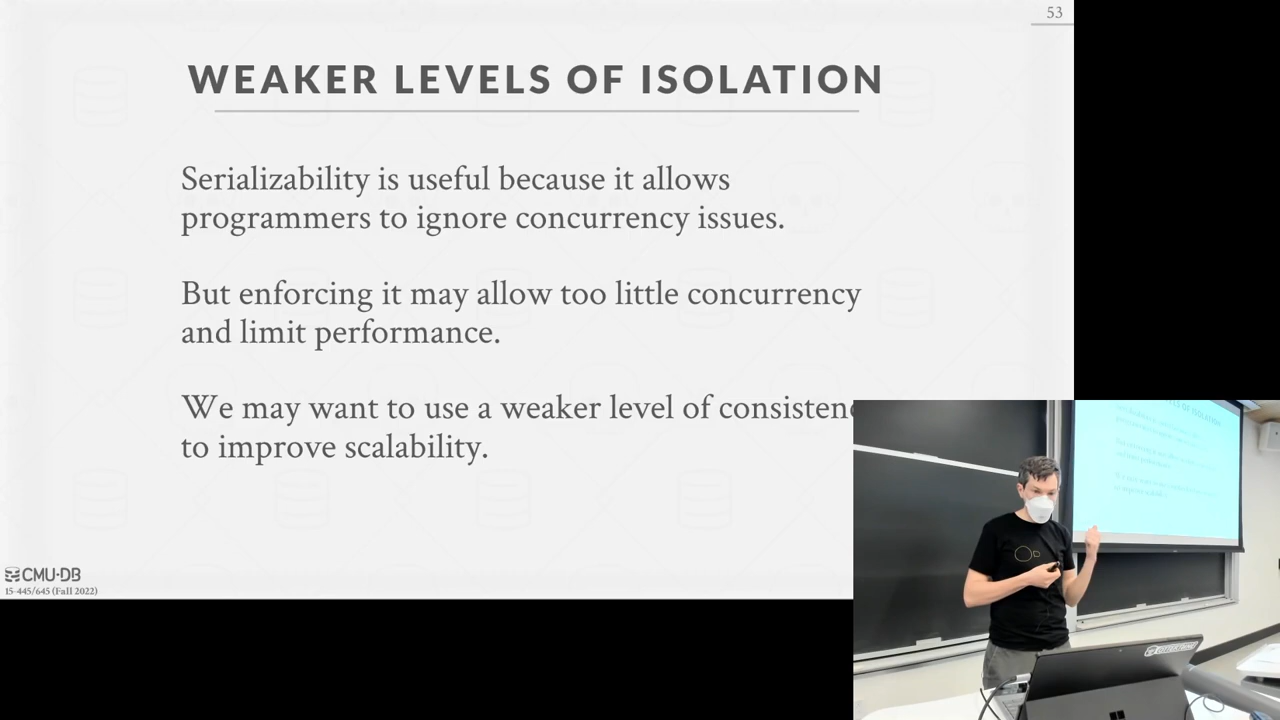 53
WEAKER LEVELS OF ISOLATION
Serializability is useful because it allows
programmers to ignore concurrency issues.
But enforcing it may allow too little concurrency
and limit performance.
We may want to use a weaker level of consistenc
to improve scalability.
CMU·DB
15-445/645 (Fall 2022)